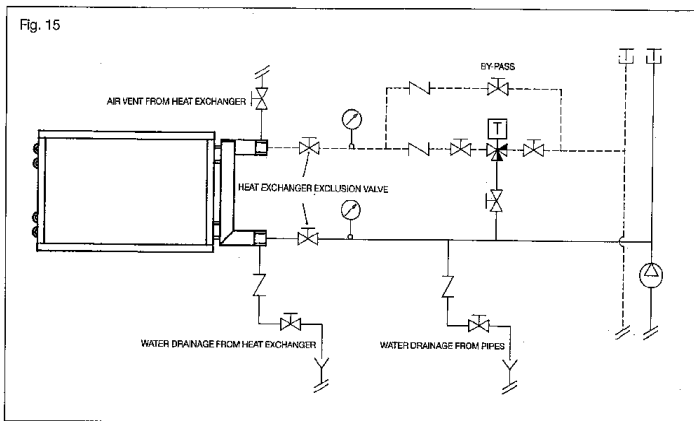 Fig. 15
BY-PASS
AIR VENT FROM HEAT EXCHANGER
T
HEAT EXCHANGER EXCLUSION VALVE
WATER DRAINAGE FROM HEAT EXCHANGER
WATER DRAINAGE FROM PIPES